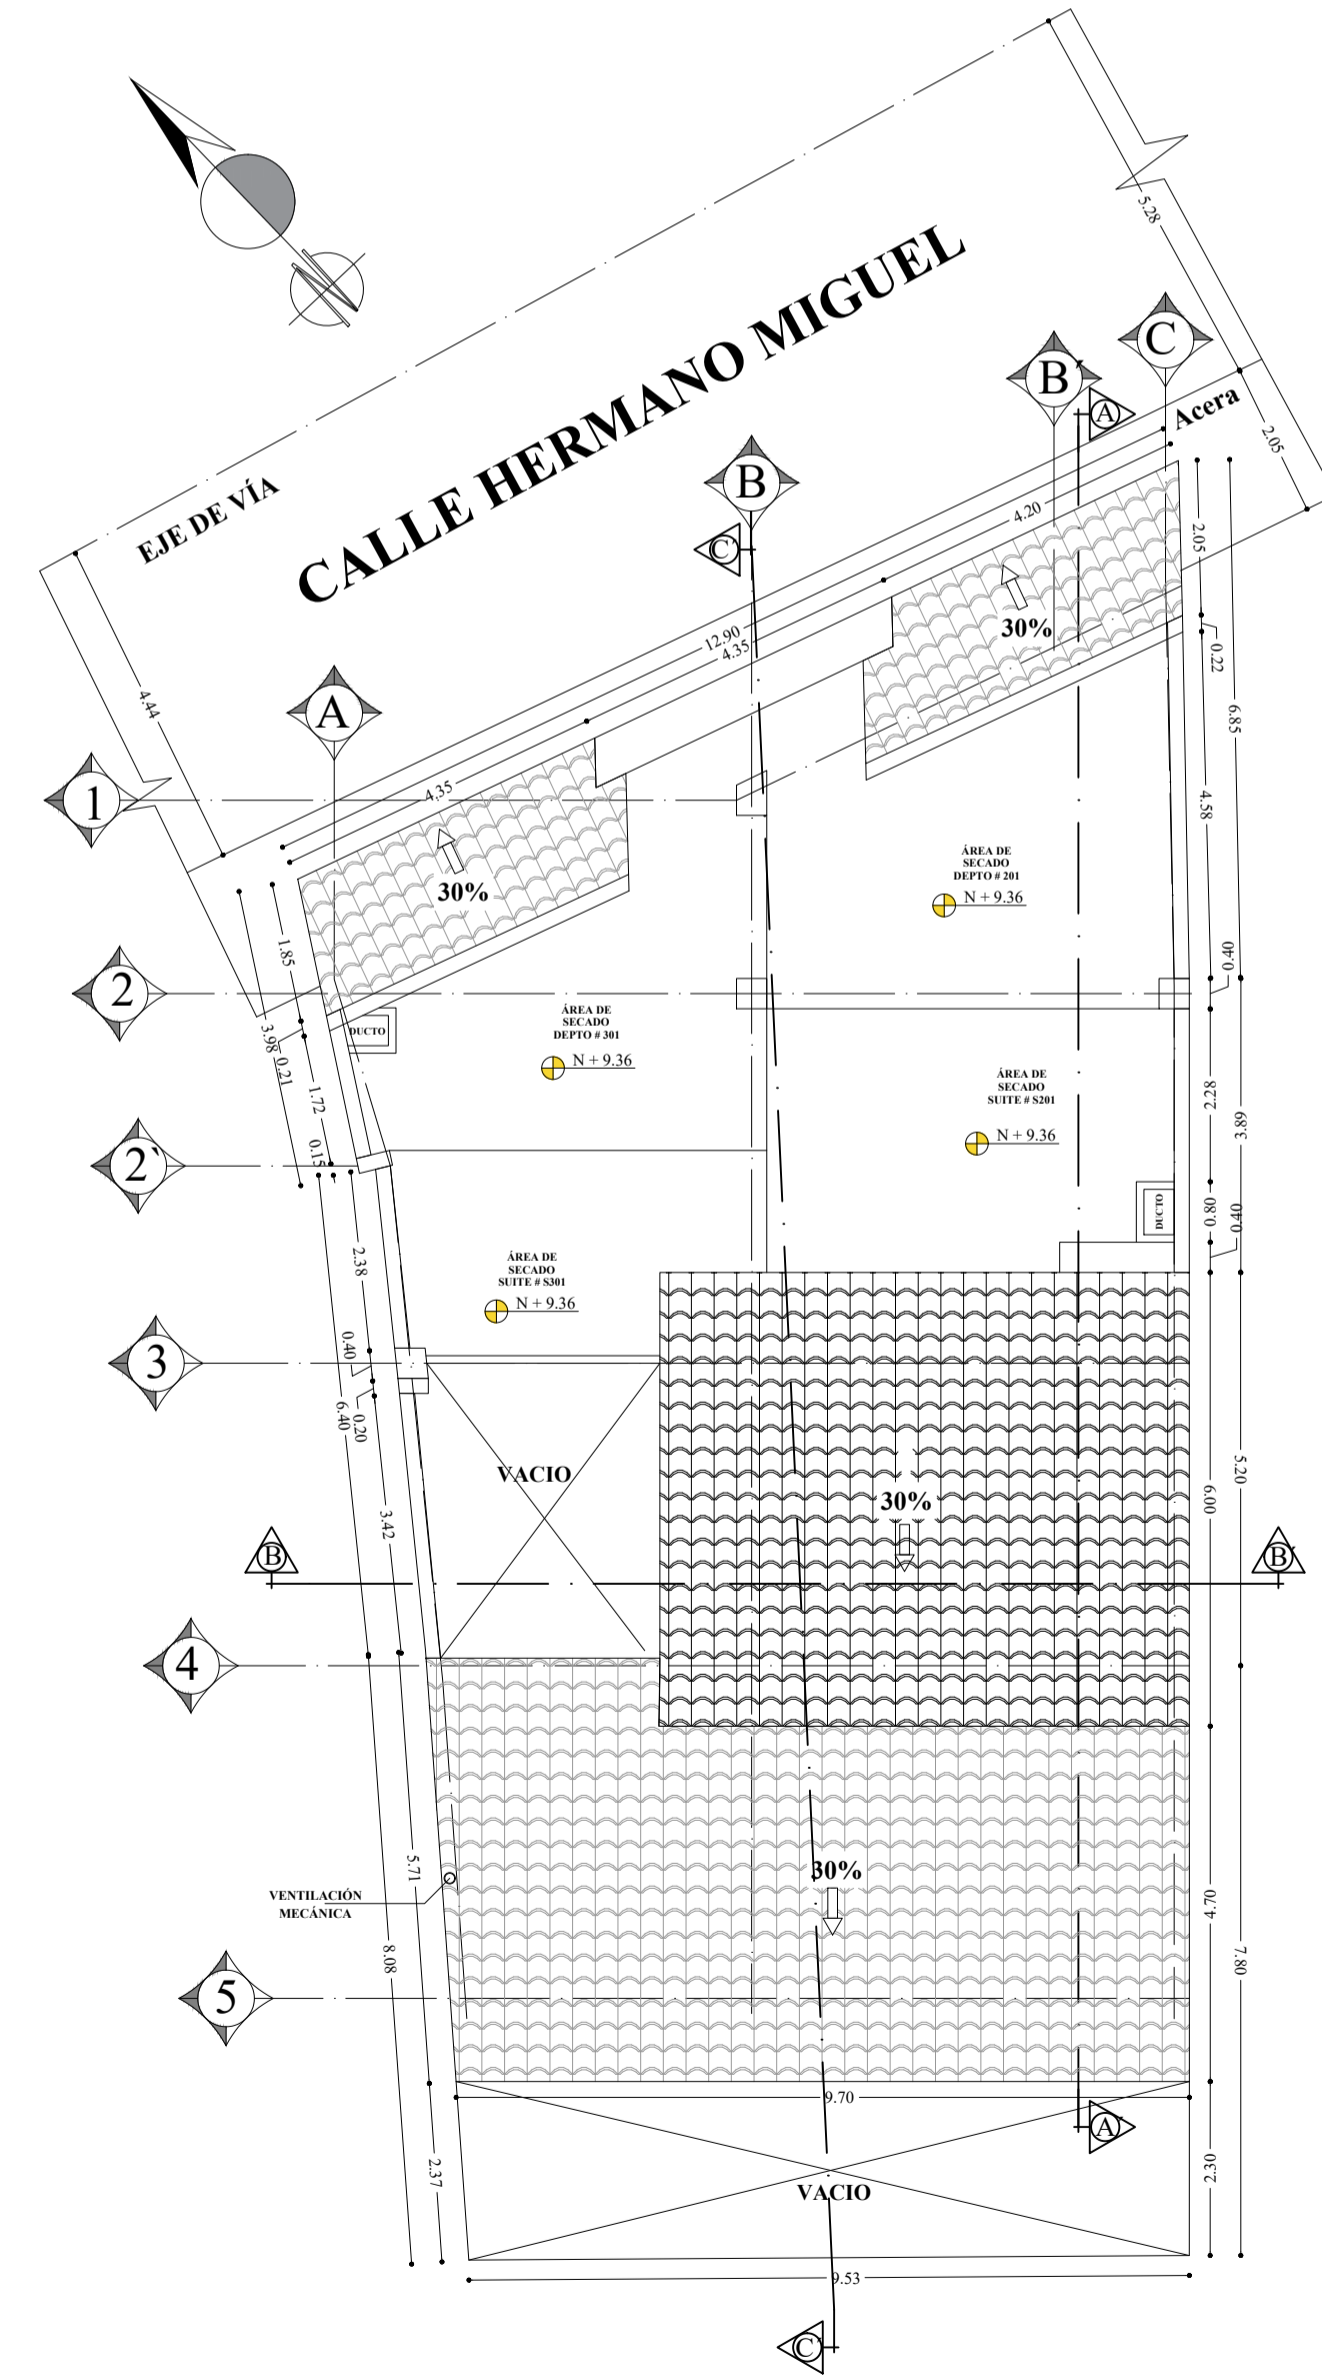 5.28
CALLE HERMANO MIGUEL
C
B´
A
Acera
2.05
B
EJE DE VÍA
C
4.20
2.05
12.90
4.35
30%
0.22
6.85
4.44
A
1
4.35
4.58
30%
ÁREA DE
SECADO
DEPTO # 201
N + 9.36
1.85
0.40
2
ÁREA DE
SECADO
DEPTO # 301
N + 9.36
DUCTO
3.98
0.21
1.72
ÁREA DE
SECADO
SUITE # S201
N + 9.36
2.28
3.89
2`
0.15
DUCTO
0.80
0.40
2.38
ÁREA DE
SECADO
SUITE # S301
N + 9.36
3
0.40
0.20
6.40
VACIO
30%
5.20
6.00
3.42
B
B´
4
30%
5.71
VENTILACIÓN
MECÁNICA
4.70
8.08
7.80
5
9.70
A´
2.37
VACIO
2.30
9.53
C´